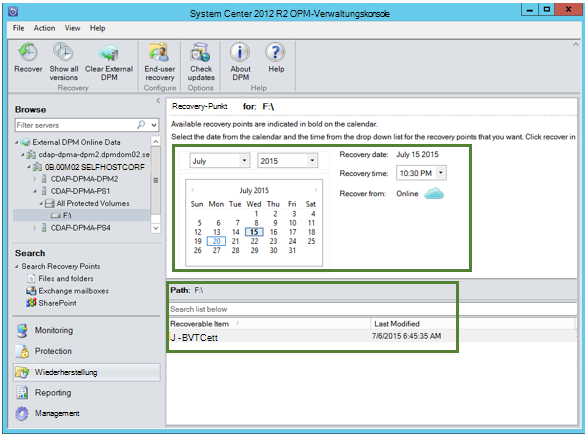 System Center 2012 R2 OPM-Verwaltungskonsole
File Action View Help
Recover Show all versions Clear External DPM End-user recovery Check updates About DPM Help
Recovery Configure Options Help
Browse
Filter servers
External DPM Online Data
cdap-dpma-dpm2.dpmdom02.se
0B.00M02 SELFHOSTCORF
CDAP-DPMA-DPM2
CDAP-DPMA-PS1
All Protected Volumes
F:\
CDAP-DPMA-PS4
Search
Search Recovery Points
Files and folders
Exchange mailboxes
SharePoint
Monitoring
Protection
Wiederherstellung
Reporting
Management
Recovery-Punkt for: F:\
Available recovery points are indicated in bold on the calendar.
Select the date from the calendar and the time from the drop down list for the recovery points that you want. Click recover in
July 2015
July 2015
Sun Mon Tue Wed Thu Fri Sat
1 2 3 4
5 6 7 8 9 10 11
12 13 14 15 16 17 18
19 20 21 22 23 24 25
26 27 28 29 30 31
Recovery date: July 15 2015
Recovery time: 10:30 PM
Recover from: Online
Path: F:\
Search list below
Recoverable Item / Last Modified
J -BVTCett 7/6/2015 6:45:35 AM